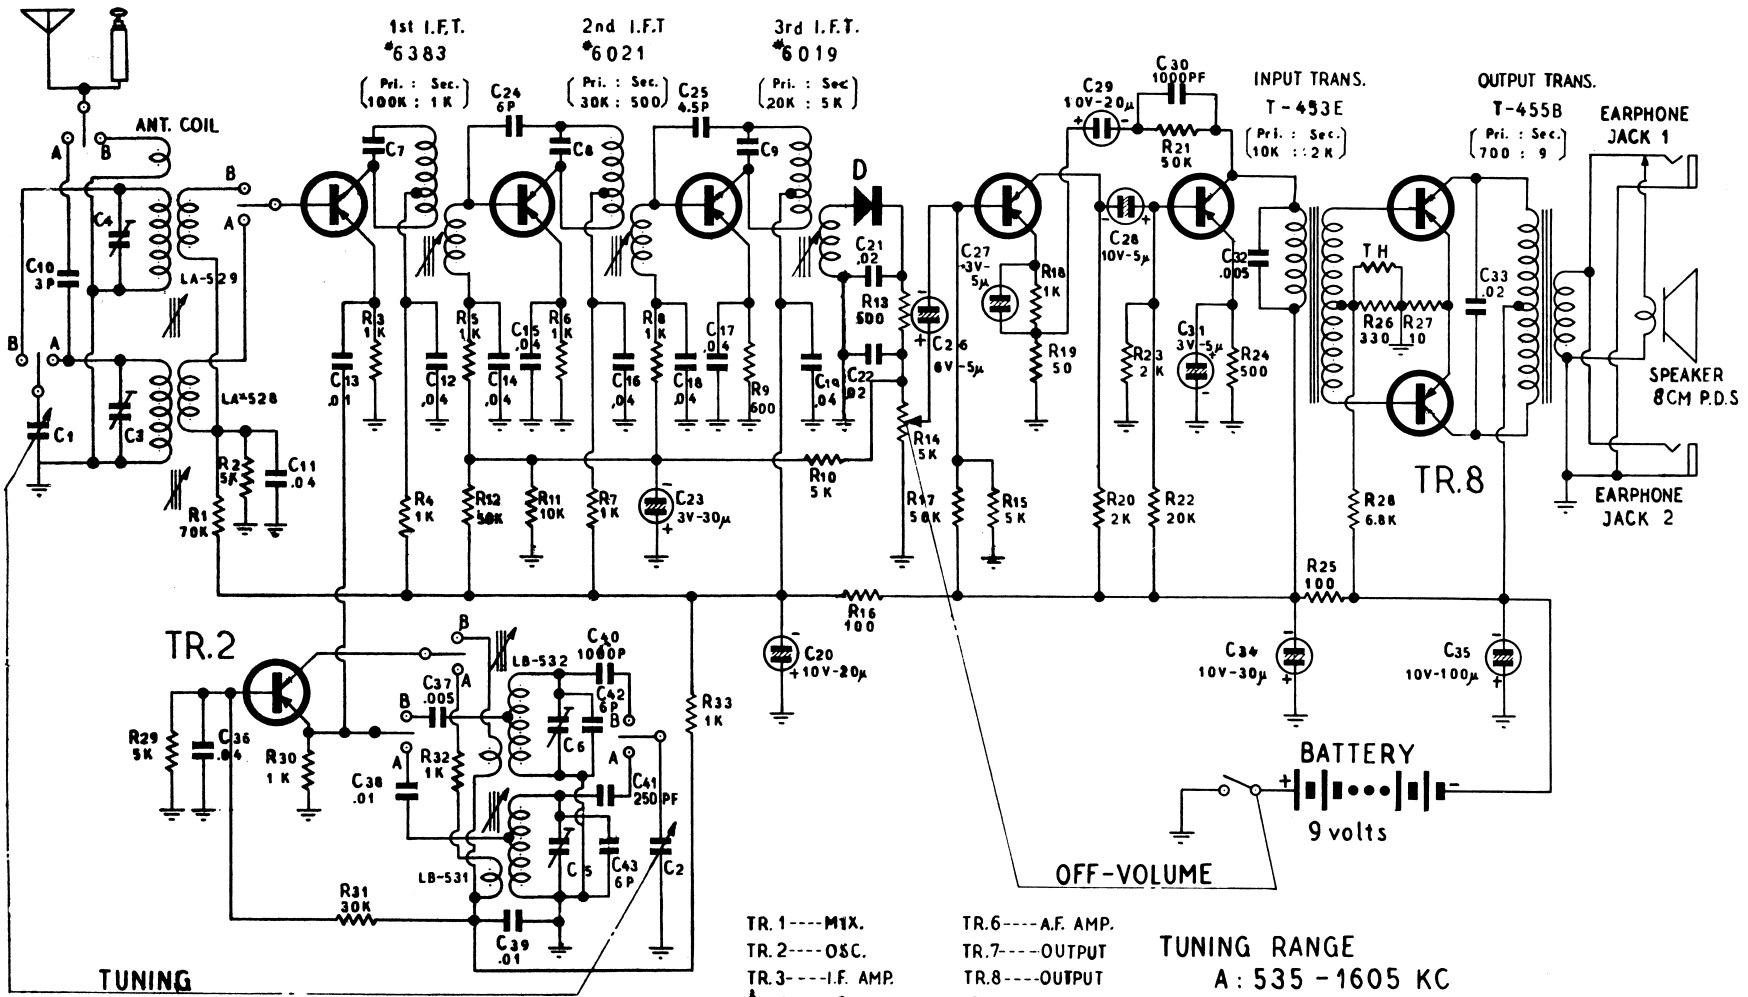 1st I.F.T.
*6383
(Pri. : Sec.
100K : 1K)
2nd I.F.T
*6021
(Pri. : Sec.
30K : 500)
3rd I.F.T.
*6019
(Pri. : Sec
20K : 5K)
C24
6P
C25
4.5P
C29
10V-20μ
+
-
C30
1000PF
R21
50K
INPUT TRANS.
T-453E
(Pri. : Sec.
10K : 2K)
OUTPUT TRANS.
T-455B
(Pri. : Sec.
700 : 9)
EARPHONE
JACK 1
ANT. COIL
A
B
C7
C8
C9
D
B
A
C4
C10
3P
LA-529
C21
.02
R13
500
C27
3V-
5μ
R18
1K
C28
10V-5μ
-
+
C32
.005
TH
R26
330
R27
10
C33
.02
SPEAKER
8CM P.D.S
B
A
C1
C3
LA-528
R3
1K
C13
.01
C12
.04
R5
1K
C14
.04
C15
.04
R6
1K
C16
.04
R8
1K
C18
.04
C17
.04
R9
600
C19
.04
C22
.02
-
+
C26
6V-5μ
R19
50
R23
2K
C31
3V-5μ
+
-
R24
500
R2
5K
C11
.04
R1
70K
R4
1K
R12
50K
R11
10K
R7
1K
-
C23
3V-30μ
+
R10
5K
R14
5K
R17
50K
R15
5K
R20
2K
R22
20K
TR.8
R28
6.8K
EARPHONE
JACK 2
R16
100
R25
100
TR.2
B
A
LB-532
C40
1000P
C42
6P
C37
.005
B
A
R32
1K
C6
B
A
R33
1K
-
C20
+10V-20μ
-
C34
10V-30μ
+
-
C35
10V-100μ
+
R29
5K
C36
.04
R30
1K
C38
.01
C41
250PF
LB-531
C5
C43
6P
C2
BATTERY
+
-
9 volts
OFF-VOLUME
R31
30K
C39
.01
TUNING
TR.1----MIX.
TR.2----OSC.
TR.3----I.F. AMP.
TR.6----A.F. AMP.
TR.7----OUTPUT
TR.8----OUTPUT
TUNING RANGE
A: 535 - 1605 KC